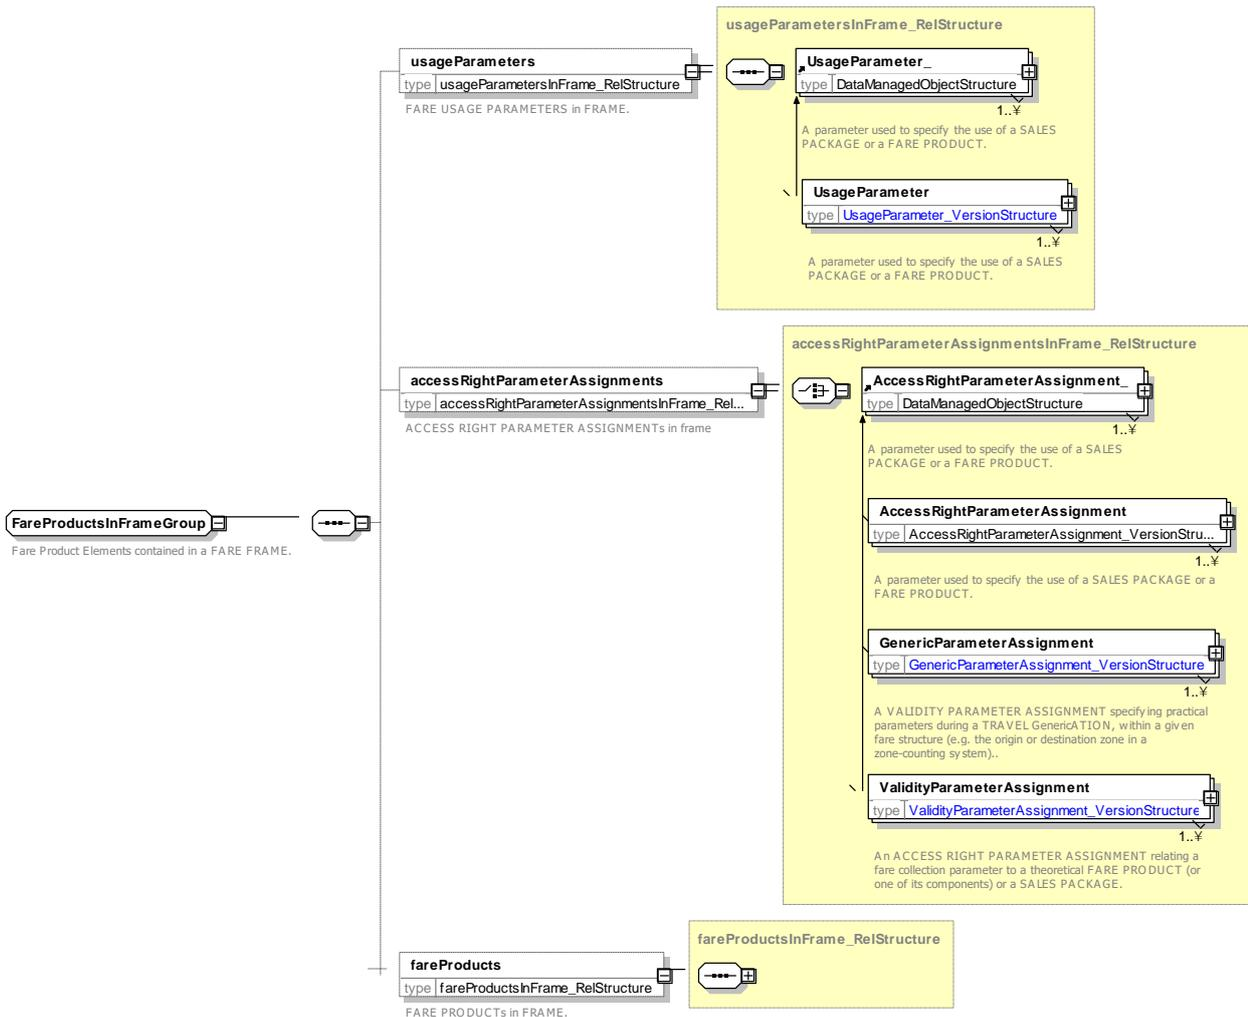 usageParametersInFrame_RelStructure
usageParameters
type usageParametersInFrame_RelStructure
FARE USAGE PARAMETERS in FRAME.
UsageParameter_
type DataManagedObjectStructure
1..¥
A parameter used to specify the use of a SALES
PACKAGE or a FARE PRODUCT.
UsageParameter
type UsageParameter_VersionStructure
1..¥
A parameter used to specify the use of a SALES
PACKAGE or a FARE PRODUCT.
accessRightParameterAssignmentsInFrame_RelStructure
accessRightParameterAssignments
type accessRightParameterAssignmentsInFrame_Rel...
ACCESS RIGHT PARAMETER ASSIGNMENTs in frame
AccessRightParameterAssignment_
type DataManagedObjectStructure
1..¥
A parameter used to specify the use of a SALES
PACKAGE or a FARE PRODUCT.
FareProductsInFrameGroup
Fare Product Elements contained in a FARE FRAME.
AccessRightParameterAssignment
type AccessRightParameterAssignment_VersionStru...
1..¥
A parameter used to specify the use of a SALES PACKAGE or a
FARE PRODUCT.
GenericParameterAssignment
type GenericParameterAssignment_VersionStructure
1..¥
A VALIDITY PARAMETER ASSIGNMENT specifying practical
parameters during a TRAVEL GenericATION, within a given
fare structure (e.g. the origin or destination zone in a
zone-counting system)..
ValidityParameterAssignment
type ValidityParameterAssignment_VersionStructure
1..¥
An ACCESS RIGHT PARAMETER ASSIGNMENT relating a
fare collection parameter to a theoretical FARE PRODUCT (or
one of its components) or a SALES PACKAGE.
fareProductsInFrame_RelStructure
fareProducts
type fareProductsInFrame_RelStructure
FARE PRODUCTs in FRAME.